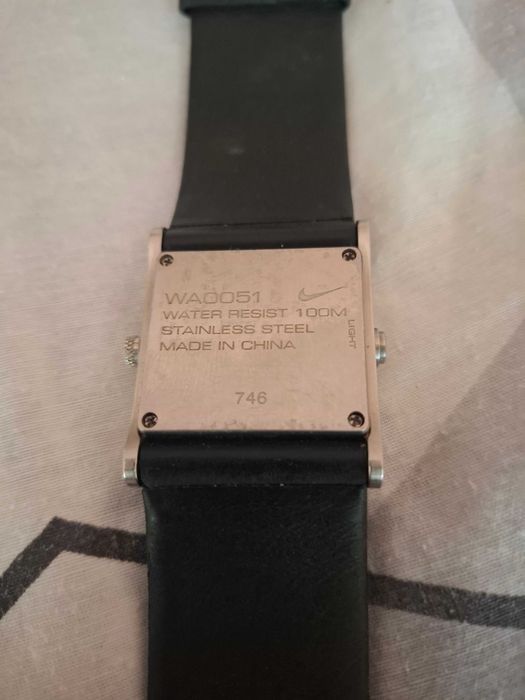 WA0051
WATER RESIST 100M
STAINLESS STEEL
MADE IN CHINA
LIGHT
746